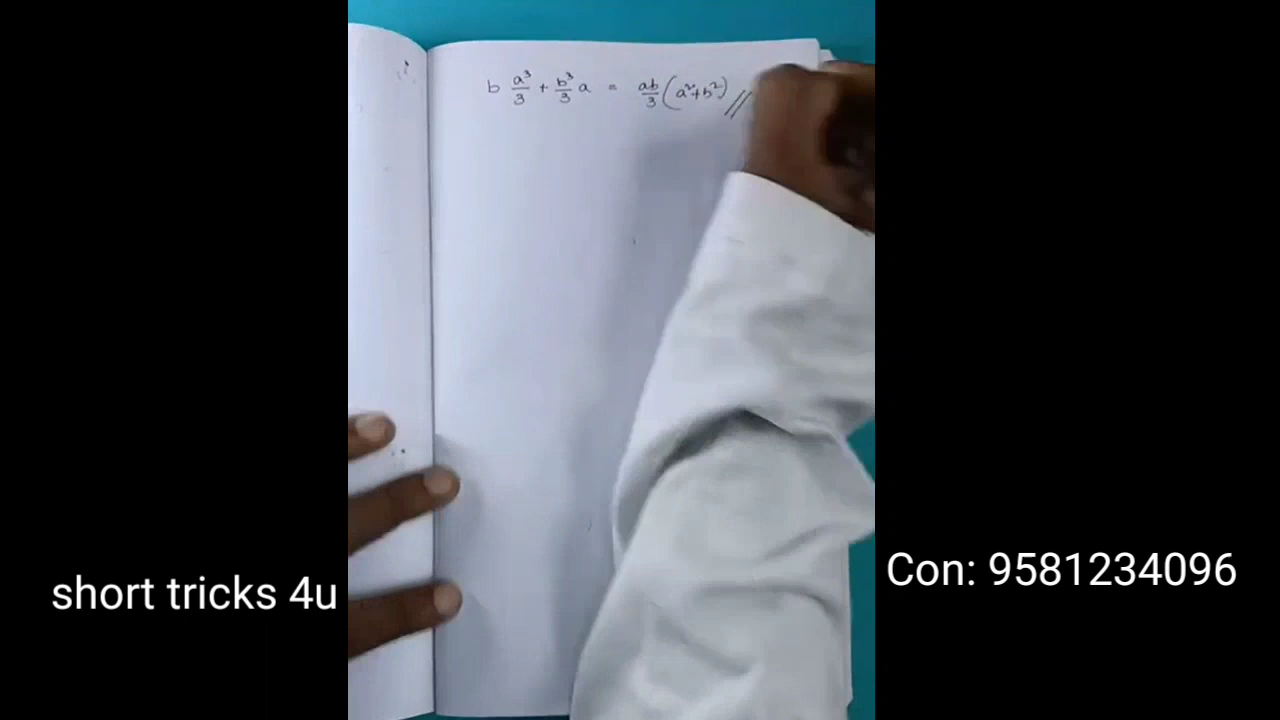 b a³/3 + b³/3 a = ab/3 (a²+b²) //
short tricks 4u
Con: 9581234096